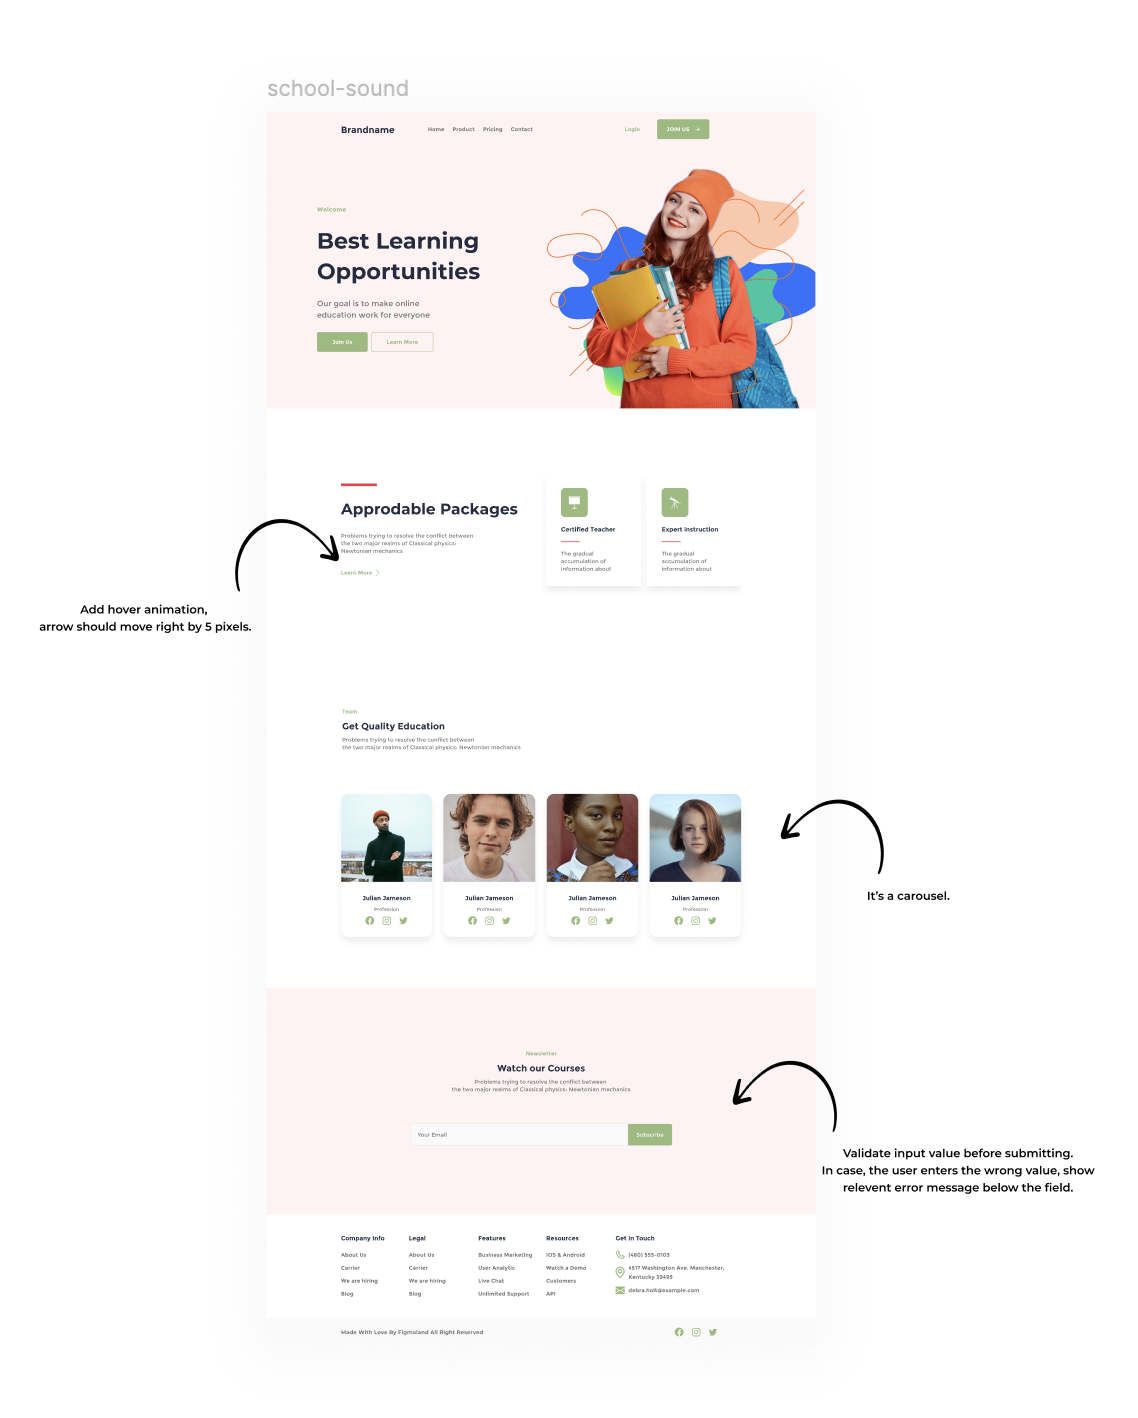 school-sound
Brandname
Home Product Pricing Contact
Login
JOIN US
Welcome
Best Learning
Opportunities
Our goal is to make online
education work for everyone
Join Us
Learn More
Approdable Packages
Problems trying to resolve the conflict between
the two major realms of Classical physics:
Newtonian mechanics
Learn More
Certified Teacher
The gradual
accumulation of
information about
Expert instruction
The gradual
accumulation of
information about
Add hover animation,
arrow should move right by 5 pixels.
Team
Get Quality Education
Problems trying to resolve the conflict between
the two major realms of Classical physics: Newtonian mechanics
Julian Jameson
Profession
Julian Jameson
Profession
Julian Jameson
Profession
Julian Jameson
Profession
It's a carousel.
Newsletter
Watch our Courses
Problems trying to resolve the conflict between
the two major realms of Classical physics: Newtonian mechanics
Your Email
Subscribe
Validate input value before submitting.
In case, the user enters the wrong value, show
relevent error message below the field.
Company Info
About Us
Carrier
We are hiring
Blog
Legal
About Us
Carrier
We are hiring
Blog
Features
Business Marketing
User Analytic
Live Chat
Unlimited Support
Resources
IOS & Android
Watch a Demo
Customers
API
Get In Touch
(480) 555-0103
4517 Washington Ave. Manchester,
Kentucky 39495
debra.holt@example.com
Made With Love By Figmaland All Right Reserved